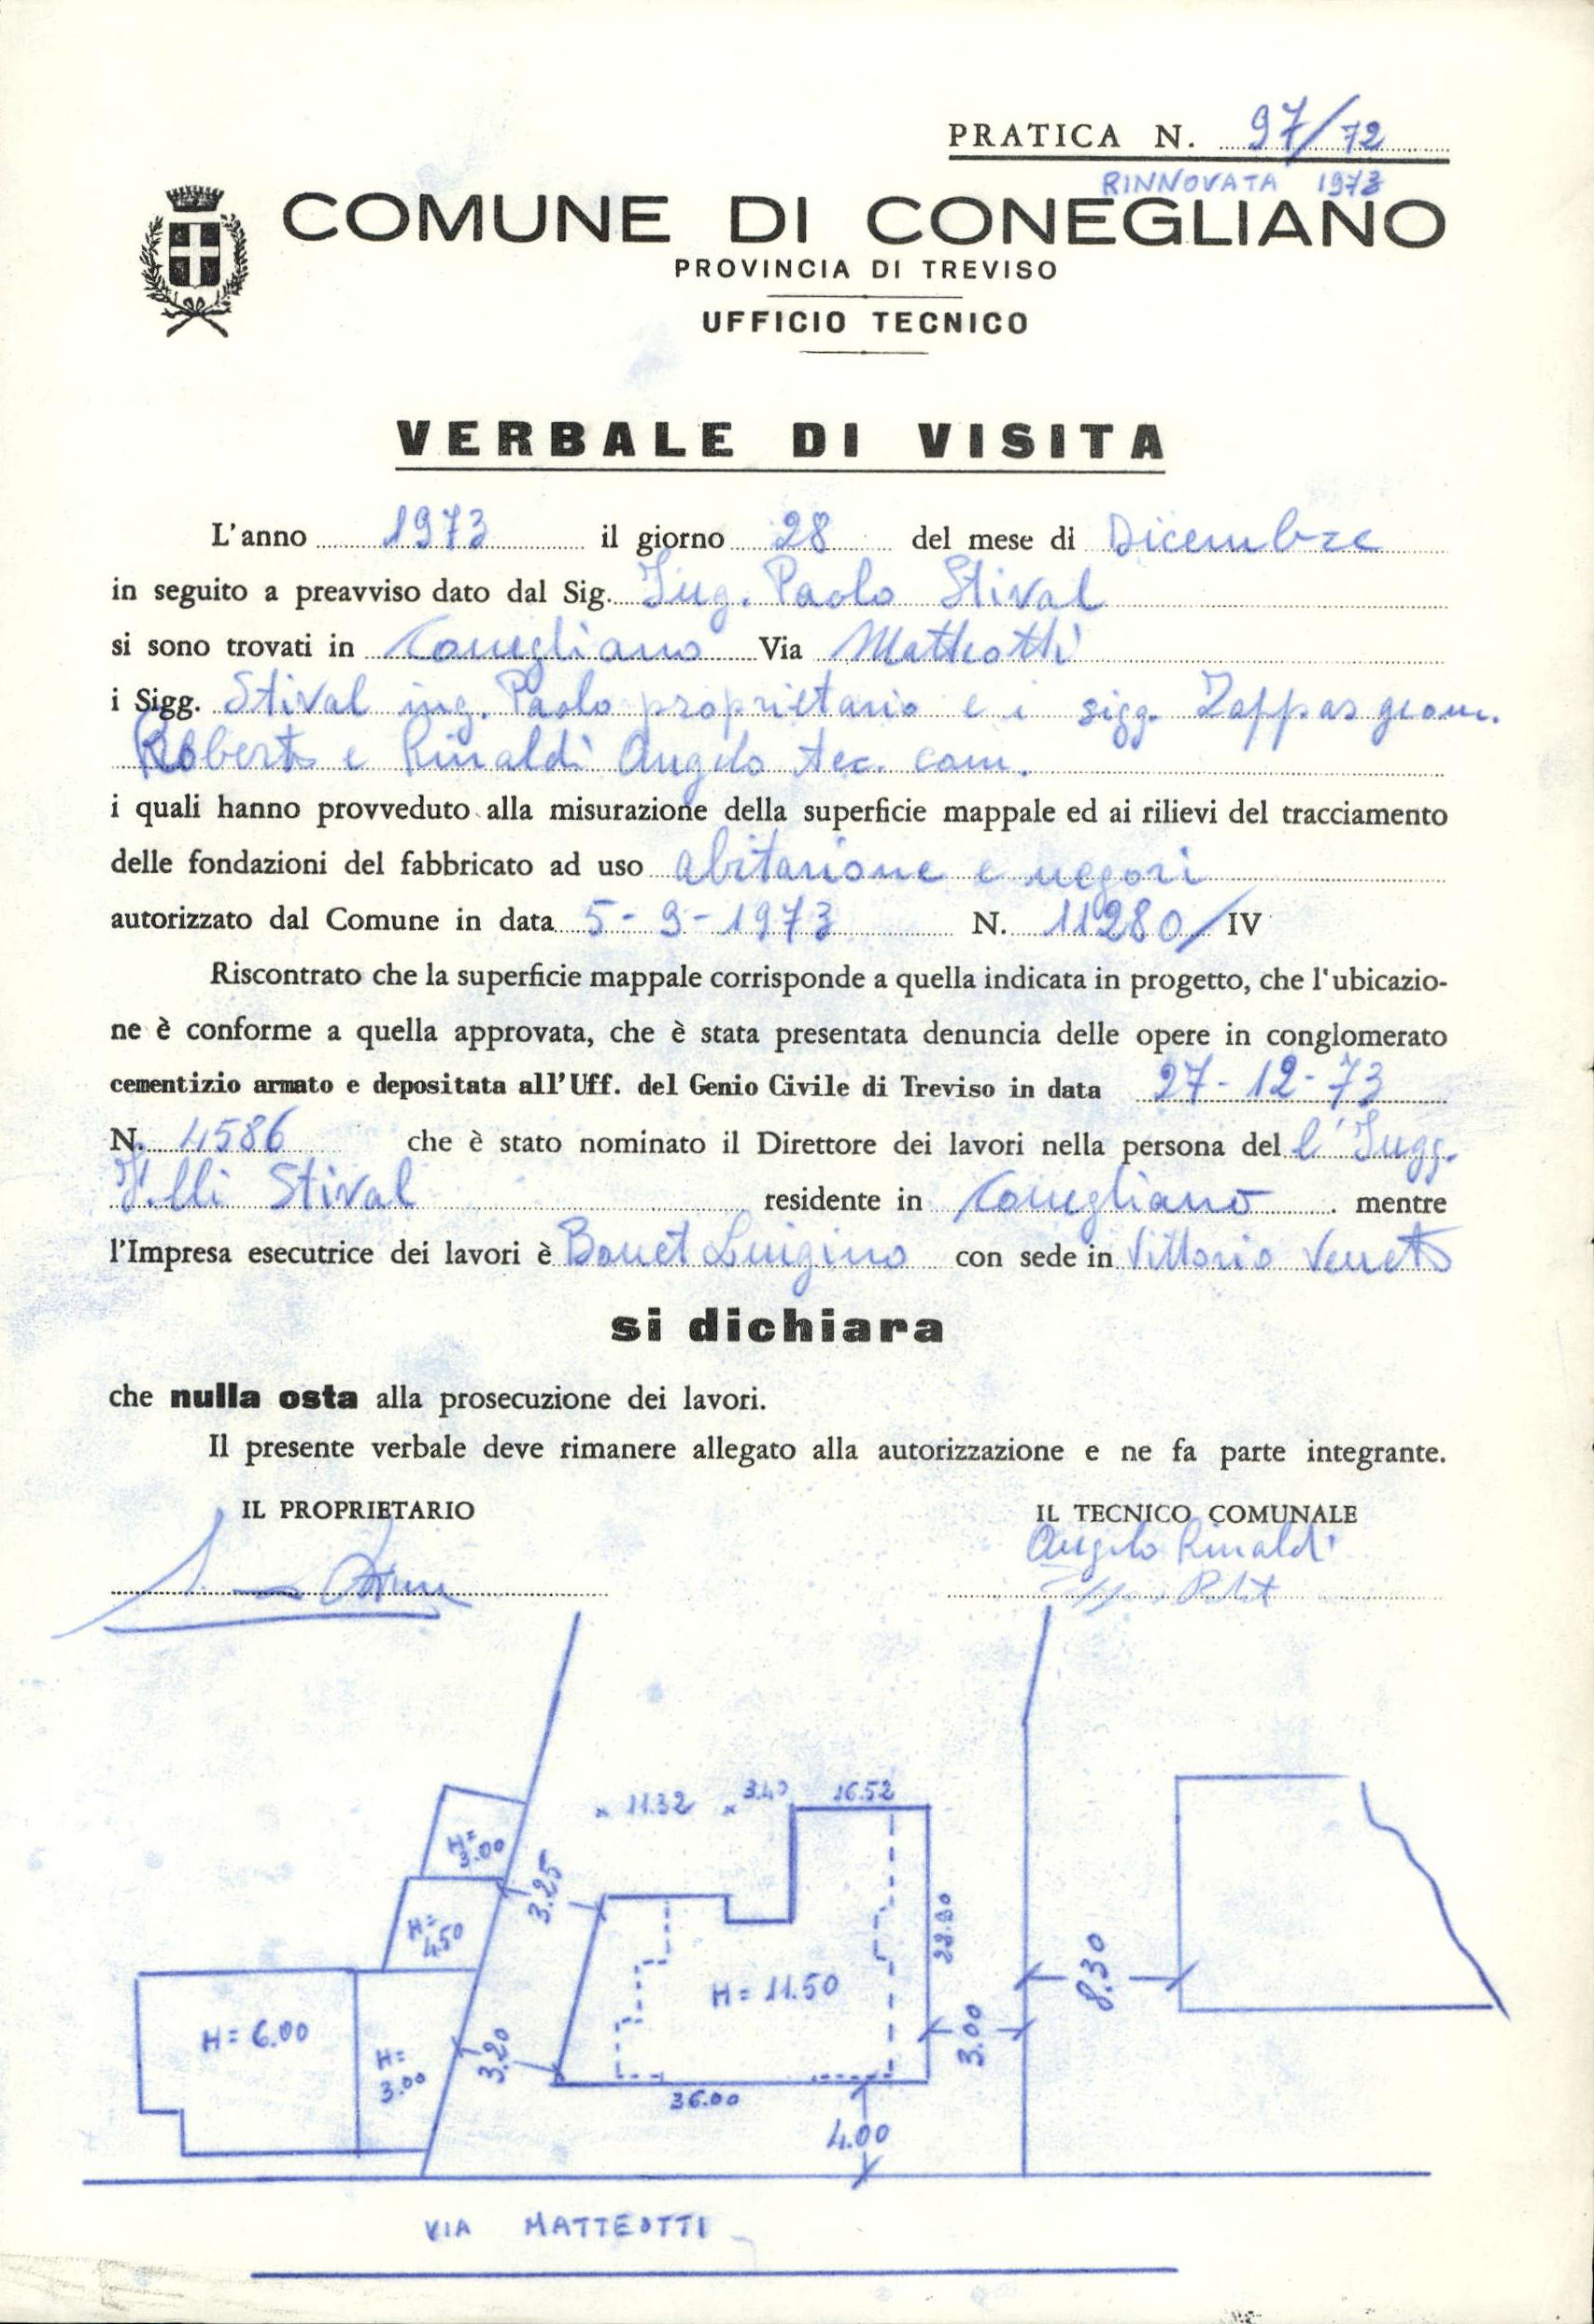 PRATICA N. 97/72
RINNOVATA 1973
COMUNE DI CONEGLIANO
PROVINCIA DI TREVISO
UFFICIO TECNICO
VERBALE DI VISITA
L'anno 1973 il giorno 28 del mese di Dicembre
in seguito a preavviso dato dal Sig. Ing. Paolo Stival
si sono trovati in Conegliano Via Matteotti
i Sigg. Stival ing. Paolo proprietario e i sigg. Zoppas geom.
Roberto e Rinaldi Angelo tec. com.
i quali hanno provveduto alla misurazione della superficie mappale ed ai rilievi del tracciamento
delle fondazioni del fabbricato ad uso abitazione e negozi
autorizzato dal Comune in data 5-9-1973 N. 11280/IV
Riscontrato che la superficie mappale corrisponde a quella indicata in progetto, che l'ubicazio-
ne è conforme a quella approvata, che è stata presentata denuncia delle opere in conglomerato
cementizio armato e depositata all'Uff. del Genio Civile di Treviso in data 27-12-73
N. 4586 che è stato nominato il Direttore dei lavori nella persona del l'Ingg.
F.lli Stival residente in Conegliano mentre
l'Impresa esecutrice dei lavori è Bonet Luigino con sede in Vittorio Veneto
si dichiara
che nulla osta alla prosecuzione dei lavori.
Il presente verbale deve rimanere allegato alla autorizzazione e ne fa parte integrante.
IL PROPRIETARIO IL TECNICO COMUNALE
Angelo Rinaldi
11.32 3.40 16.52
H= 3.00
3.25
H= 4.50
H= 11.50
8.30
H= 6.00
H= 3.00
3.20
3.00
36.00
4.00
VIA MATTEOTTI